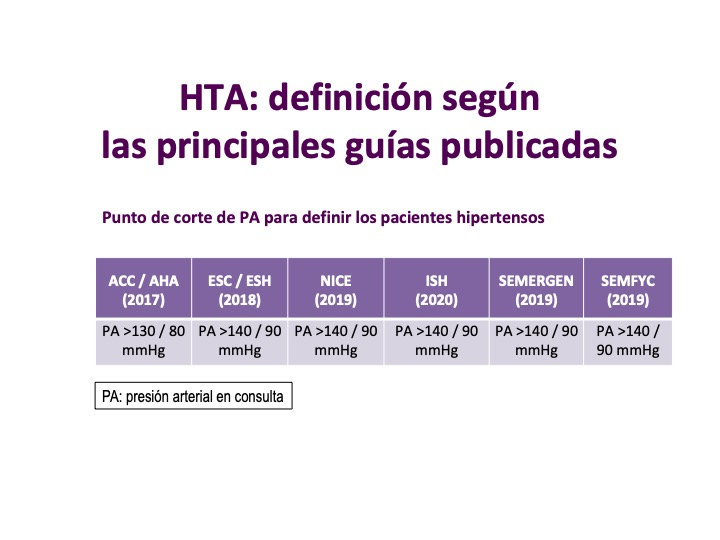 HTA: definición según
las principales guías publicadas
Punto de corte de PA para definir los pacientes hipertensos
ACC / AHA (2017)
ESC / ESH (2018)
NICE (2019)
ISH (2020)
SEMERGEN (2019)
SEMFYC (2019)
PA >130 / 80 mmHg
PA >140 / 90 mmHg
PA >140 / 90 mmHg
PA >140 / 90 mmHg
PA >140 / 90 mmHg
PA >140 / 90 mmHg
PA: presión arterial en consulta